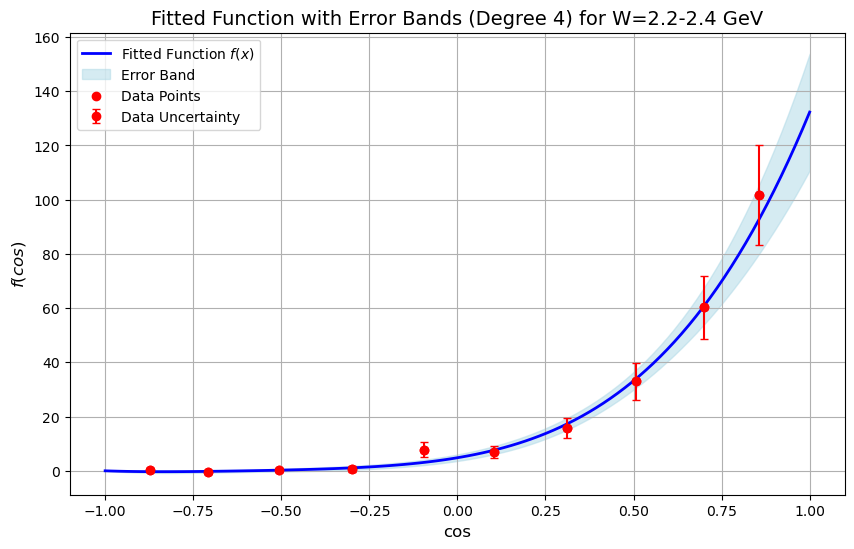 Fitted Function with Error Bands (Degree 4) for W=2.2-2.4 GeV
Fitted Function f(x)
Error Band
Data Points
Data Uncertainty
160
140
120
100
80
60
40
20
0
f(cos)
−1.00 −0.75 −0.50 −0.25 0.00 0.25 0.50 0.75 1.00
cos